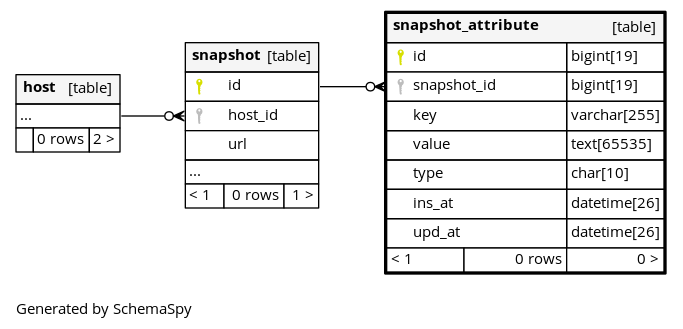 host [table]
...
0 rows 2 >
snapshot [table]
id
host_id
url
...
< 1 0 rows 1 >
snapshot_attribute [table]
id bigint[19]
snapshot_id bigint[19]
key varchar[255]
value text[65535]
type char[10]
ins_at datetime[26]
upd_at datetime[26]
< 1 0 rows 0 >
Generated by SchemaSpy